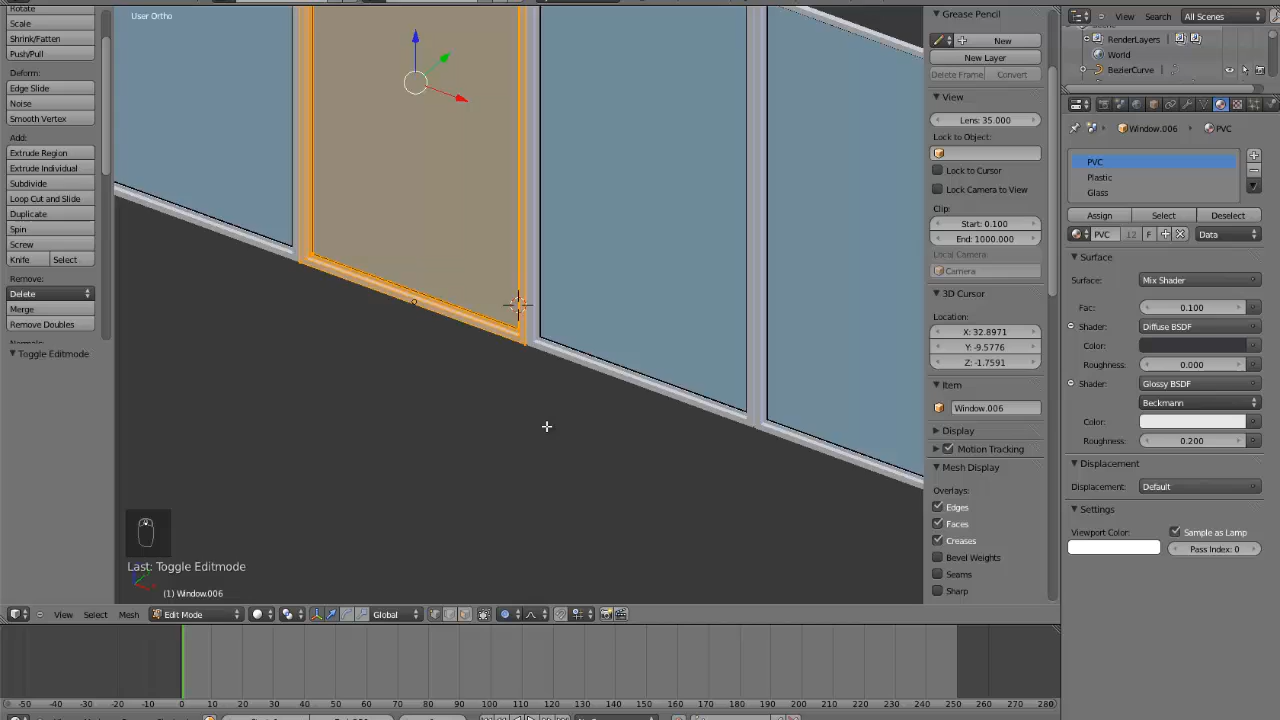 Rotate
Scale
Shrink/Fatten
Push/Pull
Deform:
Edge Slide
Noise
Smooth Vertex
Add:
Extrude Region
Extrude Individual
Subdivide
Loop Cut and Slide
Duplicate
Spin
Screw
Knife Select
Remove:
Delete
Merge
Remove Doubles
Normals:
Toggle Editmode
User Ortho
Last: Toggle Editmode
(1) Window.006
View Select Mesh Edit Mode Global
Grease Pencil
New
New Layer
Delete Frame Convert
View
Lens: 35.000
Lock to Object:
Lock to Cursor
Lock Camera to View
Clip:
Start: 0.100
End: 1000.000
Local Camera:
Camera
3D Cursor
Location:
X: 32.8971
Y: -9.5776
Z: -1.7591
Item
Window.006
Display
Motion Tracking
Mesh Display
Overlays:
Edges
Faces
Creases
Bevel Weights
Seams
Sharp
View Search All Scenes
RenderLayers
World
BezierCurve
Window.006 PVC
PVC
Plastic
Glass
Assign Select Deselect
PVC 12 F Data
Surface
Surface: Mix Shader
Fac: 0.100
Shader: Diffuse BSDF
Color:
Roughness: 0.000
Shader: Glossy BSDF
Beckmann
Color:
Roughness: 0.200
Displacement
Displacement: Default
Settings
Viewport Color: Sample as Lamp
Pass Index: 0
-50 -40 -30 -20 -10 0 10 20 30 40 50 60 70 80 90 100 110 120 130 140 150 160 170 180 190 200 210 220 230 240 250 260 270 280